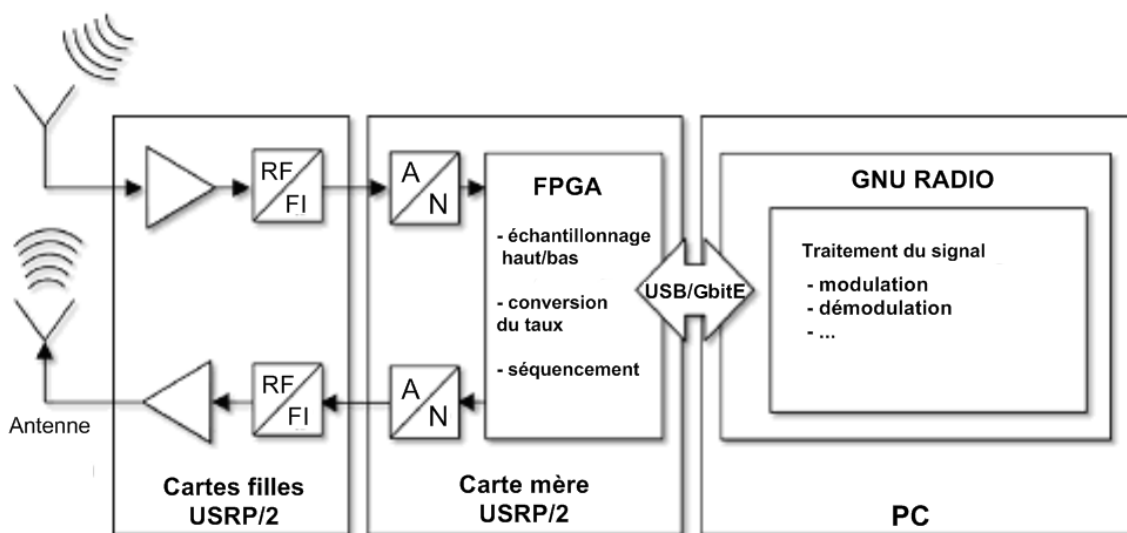 RF
FI
A
N
FPGA
- échantillonnage
haut/bas
- conversion
du taux
- séquencement
USB/GbitE
GNU RADIO
Traitement du signal
- modulation
- démodulation
- ...
Antenne
RF
FI
A
N
Cartes filles
USRP/2
Carte mère
USRP/2
PC